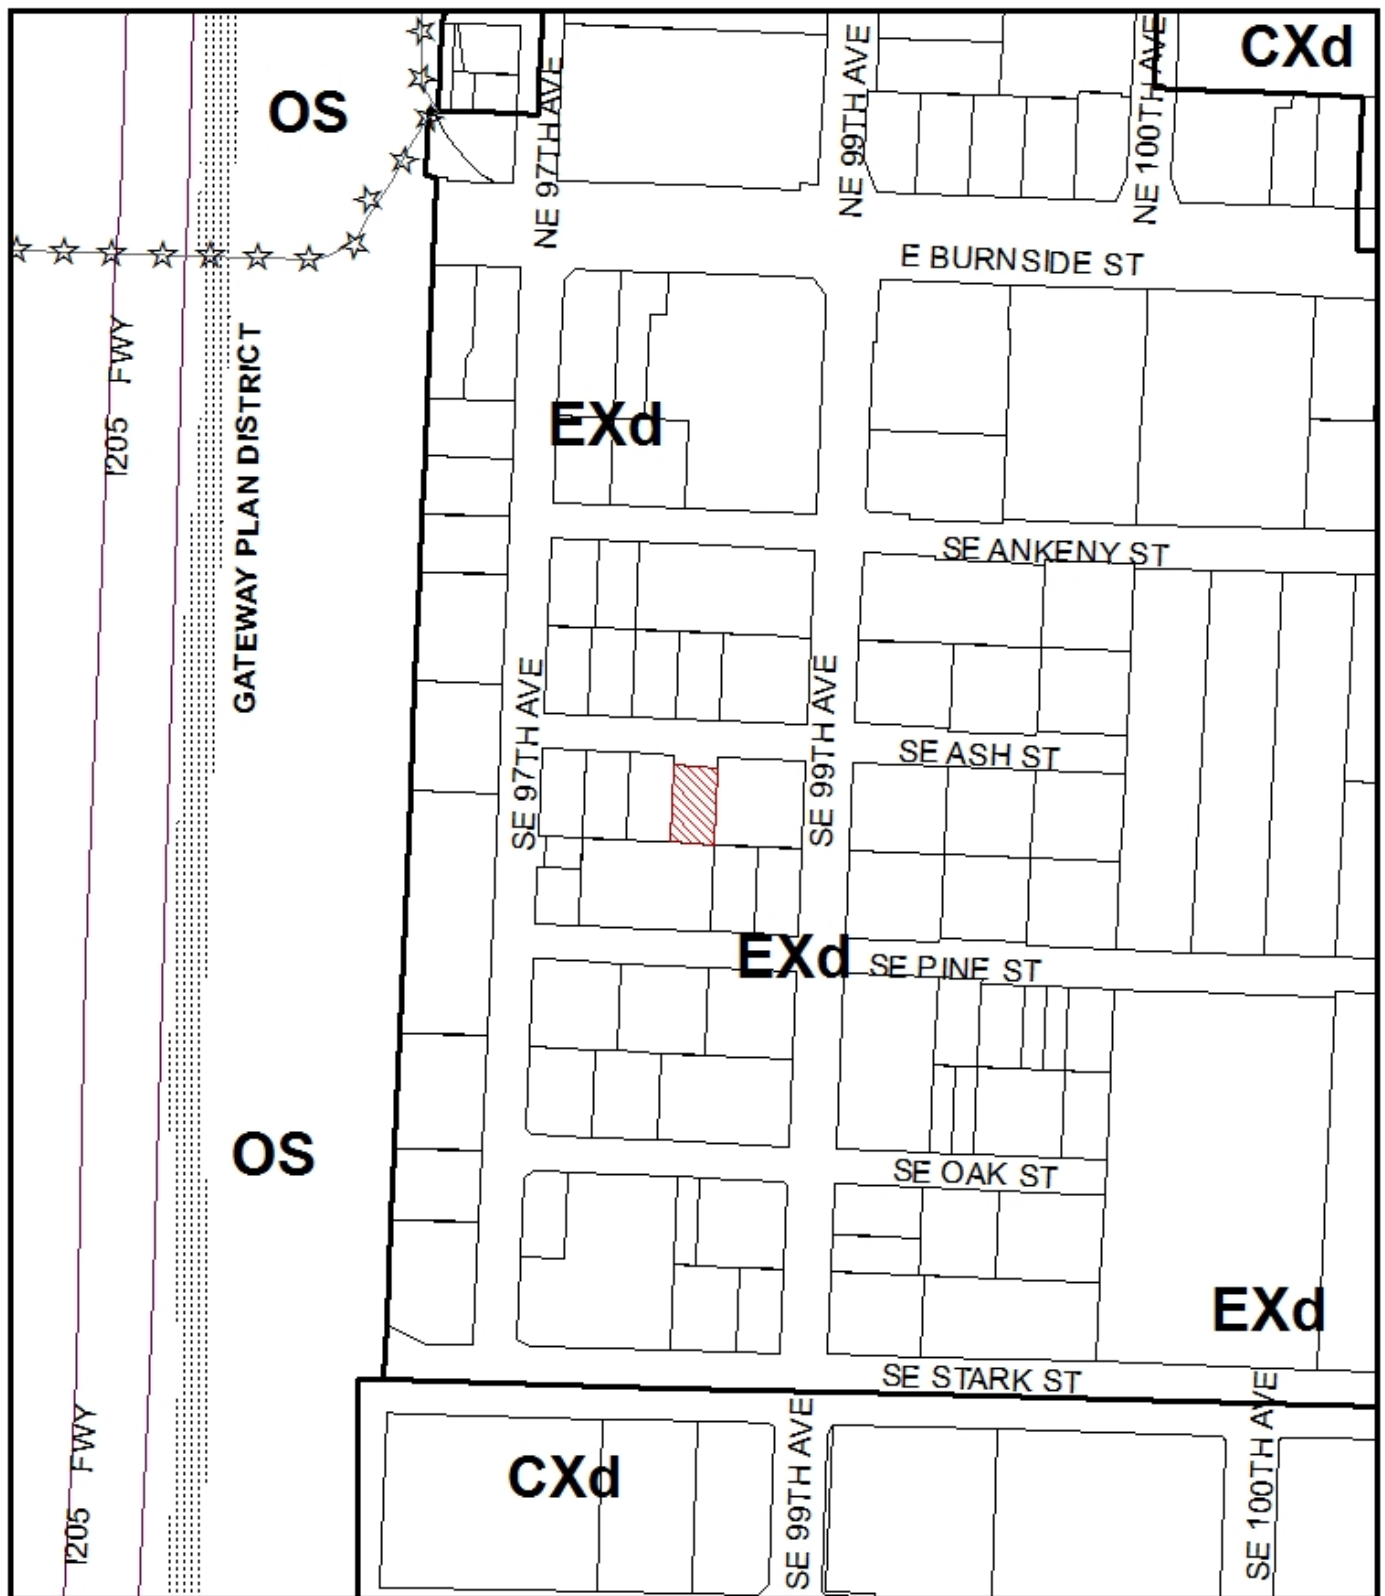 CXd
OS
NE 97TH AVE
NE 99TH AVE
NE 100TH AVE
E BURNSIDE ST
I205 FWY
GATEWAY PLAN DISTRICT
EXd
SE ANKENY ST
SE 97TH AVE
SE 99TH AVE
SE ASH ST
EXd
SE PINE ST
OS
SE OAK ST
EXd
SE STARK ST
I205 FWY
CXd
SE 99TH AVE
SE 100TH AVE